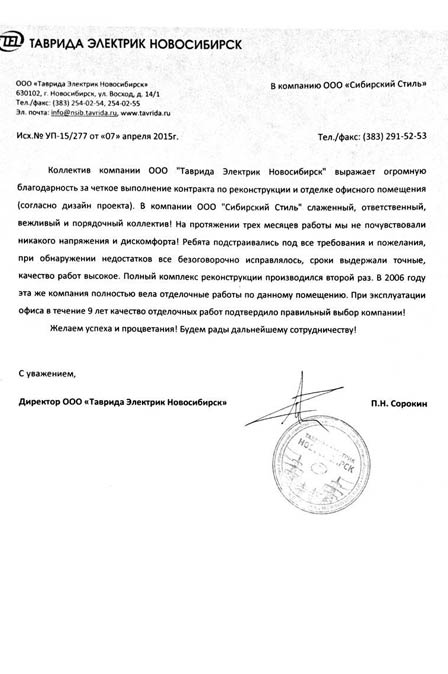 TEL ТАВРИДА ЭЛЕКТРИК НОВОСИБИРСК
ООО «Таврида Электрик Новосибирск»
630102, г. Новосибирск, ул. Восход, д. 14/1
Тел./факс: (383) 254-02-54, 254-02-55
Эл. почта: info@nsib.tavrida.ru, www.tavrida.ru
В компанию ООО «Сибирский Стиль»
Исх.№ УП-15/277 от «07» апреля 2015г.
Тел./факс: (383) 291-52-53
Коллектив компании ООО "Таврида Электрик Новосибирск" выражает огромную
благодарность за четкое выполнение контракта по реконструкции и отделке офисного помещения
(согласно дизайн проекта). В компании ООО "Сибирский Стиль" слаженный, ответственный,
вежливый и порядочный коллектив! На протяжении трех месяцев работы мы не почувствовали
никакого напряжения и дискомфорта! Ребята подстраивались под все требования и пожелания,
при обнаружении недостатков все безоговорочно исправлялось, сроки выдержали точные,
качество работ высокое. Полный комплекс реконструкции производился второй раз. В 2006 году
эта же компания полностью вела отделочные работы по данному помещению. При эксплуатации
офиса в течение 9 лет качество отделочных работ подтвердило правильный выбор компании!
Желаем успеха и процветания! Будем рады дальнейшему сотрудничеству!
С уважением,
Директор ООО «Таврида Электрик Новосибирск»
П.Н. Сорокин
ТАВРИДА ЭЛЕКТРИК
НОВОСИБИРСК